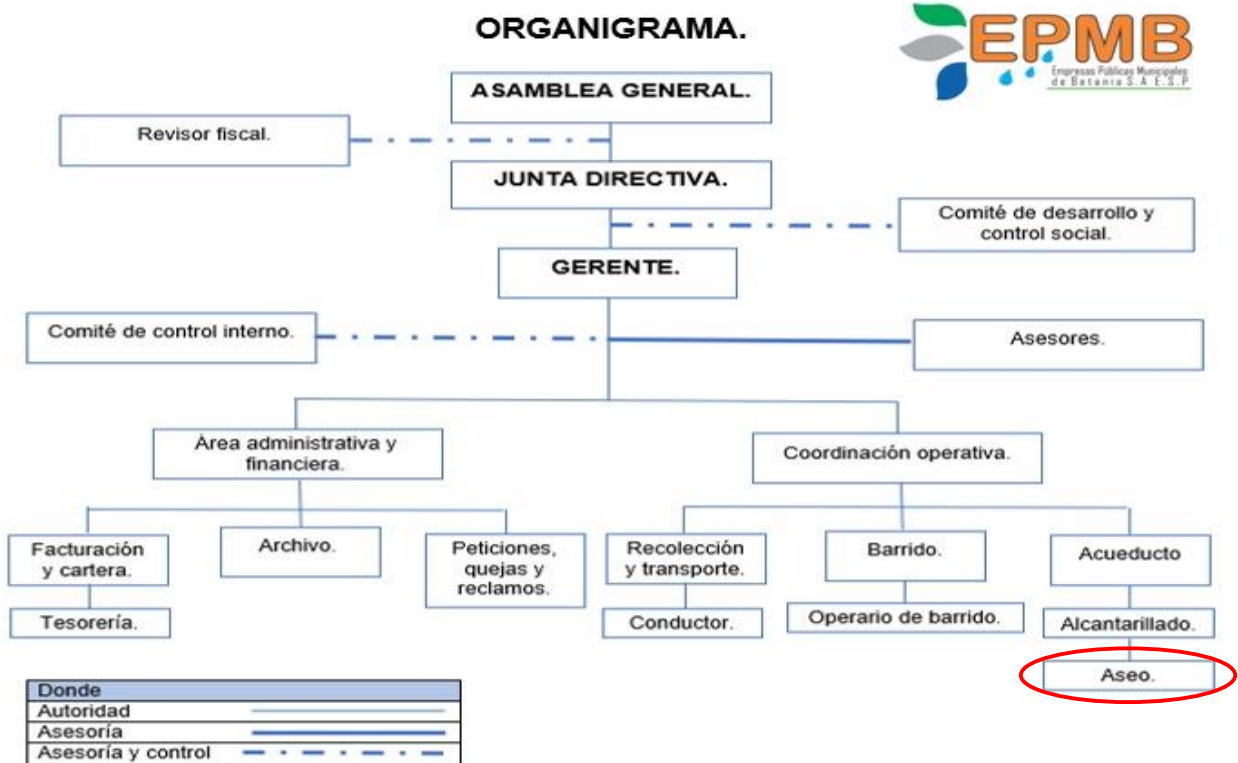 ORGANIGRAMA.
EPMB
Empresas Públicas Municipales
de Betania S.A E.S.P
ASAMBLEA GENERAL.
Revisor fiscal.
JUNTA DIRECTIVA.
Comité de desarrollo y
control social.
GERENTE.
Comité de control interno.
Asesores.
Área administrativa y
financiera.
Coordinación operativa.
Facturación
y cartera.
Archivo.
Peticiones,
quejas y
reclamos.
Recolección
y transporte.
Barrido.
Acueducto
Tesorería.
Conductor.
Operario de barrido.
Alcantarillado.
Aseo.
Donde
Autoridad
Asesoría
Asesoría y control